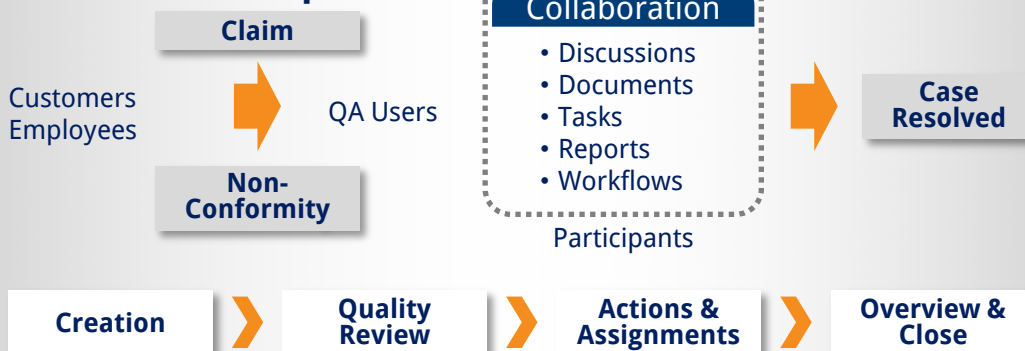 Claim
Customers
Employees
Non-
Conformity
QA Users
Collaboration
• Discussions
• Documents
• Tasks
• Reports
• Workflows
Participants
Case
Resolved
Creation
Quality
Review
Actions &
Assignments
Overview &
Close